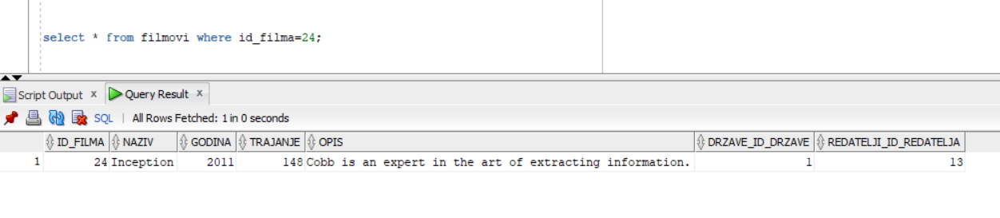 select * from filmovi where id_filma=24;
Script Output x Query Result x
SQL | All Rows Fetched: 1 in 0 seconds
ID_FILMA NAZIV GODINA TRAJANJE OPIS DRZAVE_ID_DRZAVE REDATELJI_ID_REDATELJA
1 24 Inception 2011 148 Cobb is an expert in the art of extracting information. 1 13